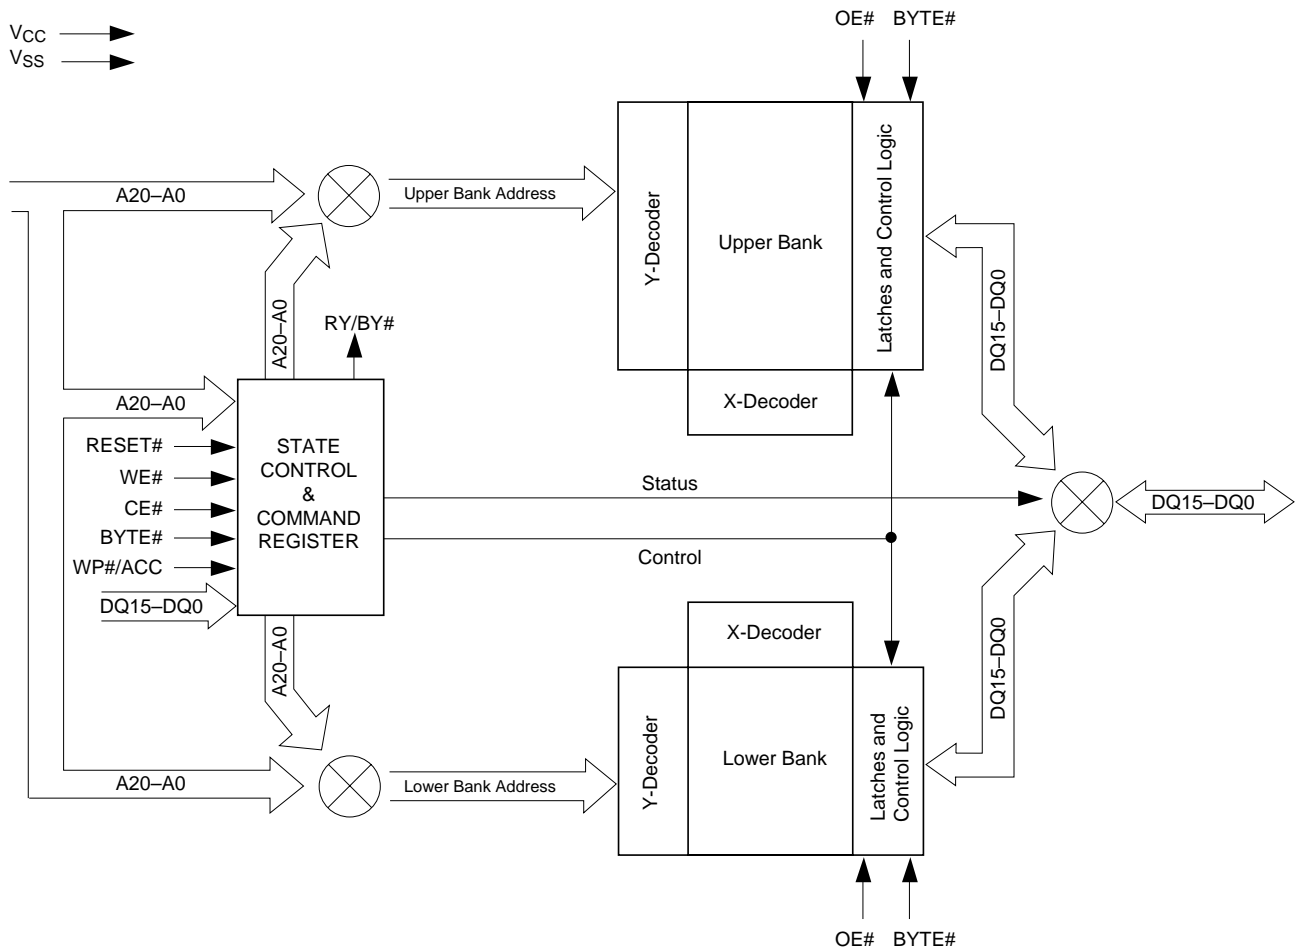 OE# BYTE#
VCC
VSS
A20–A0
Upper Bank Address
Y-Decoder
Upper Bank
Latches and Control Logic
X-Decoder
DQ15–DQ0
A20–A0
RY/BY#
A20–A0
RESET#
WE#
CE#
BYTE#
WP#/ACC
DQ15–DQ0
STATE
CONTROL
&
COMMAND
REGISTER
Status
Control
DQ15–DQ0
A20–A0
X-Decoder
Y-Decoder
Lower Bank
Latches and
Control Logic
DQ15–DQ0
A20–A0
Lower Bank Address
OE# BYTE#